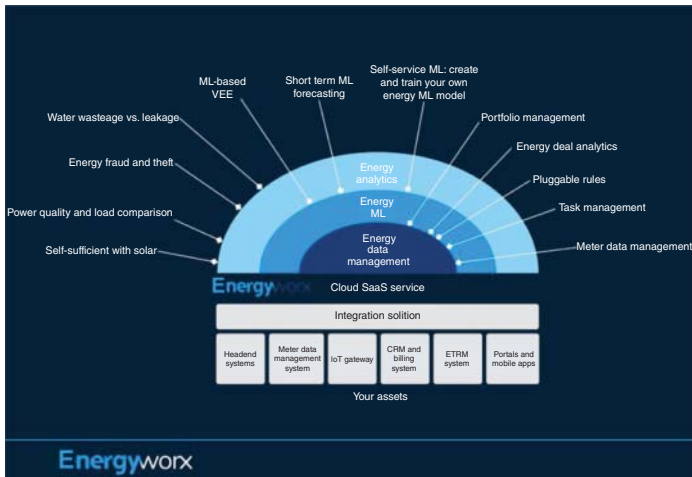 Self-service ML: create
and train your own
energy ML model
ML-based
VEE
Short term ML
forecasting
Water wasteage vs. leakage
Portfolio management
Energy deal analytics
Energy fraud and theft
Energy
analytics
Pluggable rules
Energy
ML
Task management
Power quality and load comparison
Energy
data
management
Self-sufficient with solar
Meter data management
Energyworx
Cloud SaaS service
Integration solition
Headend
systems
Meter data
management
system
IoT gateway
CRM and
billing
system
ETRM
system
Portals and
mobile apps
Your assets
Energyworx